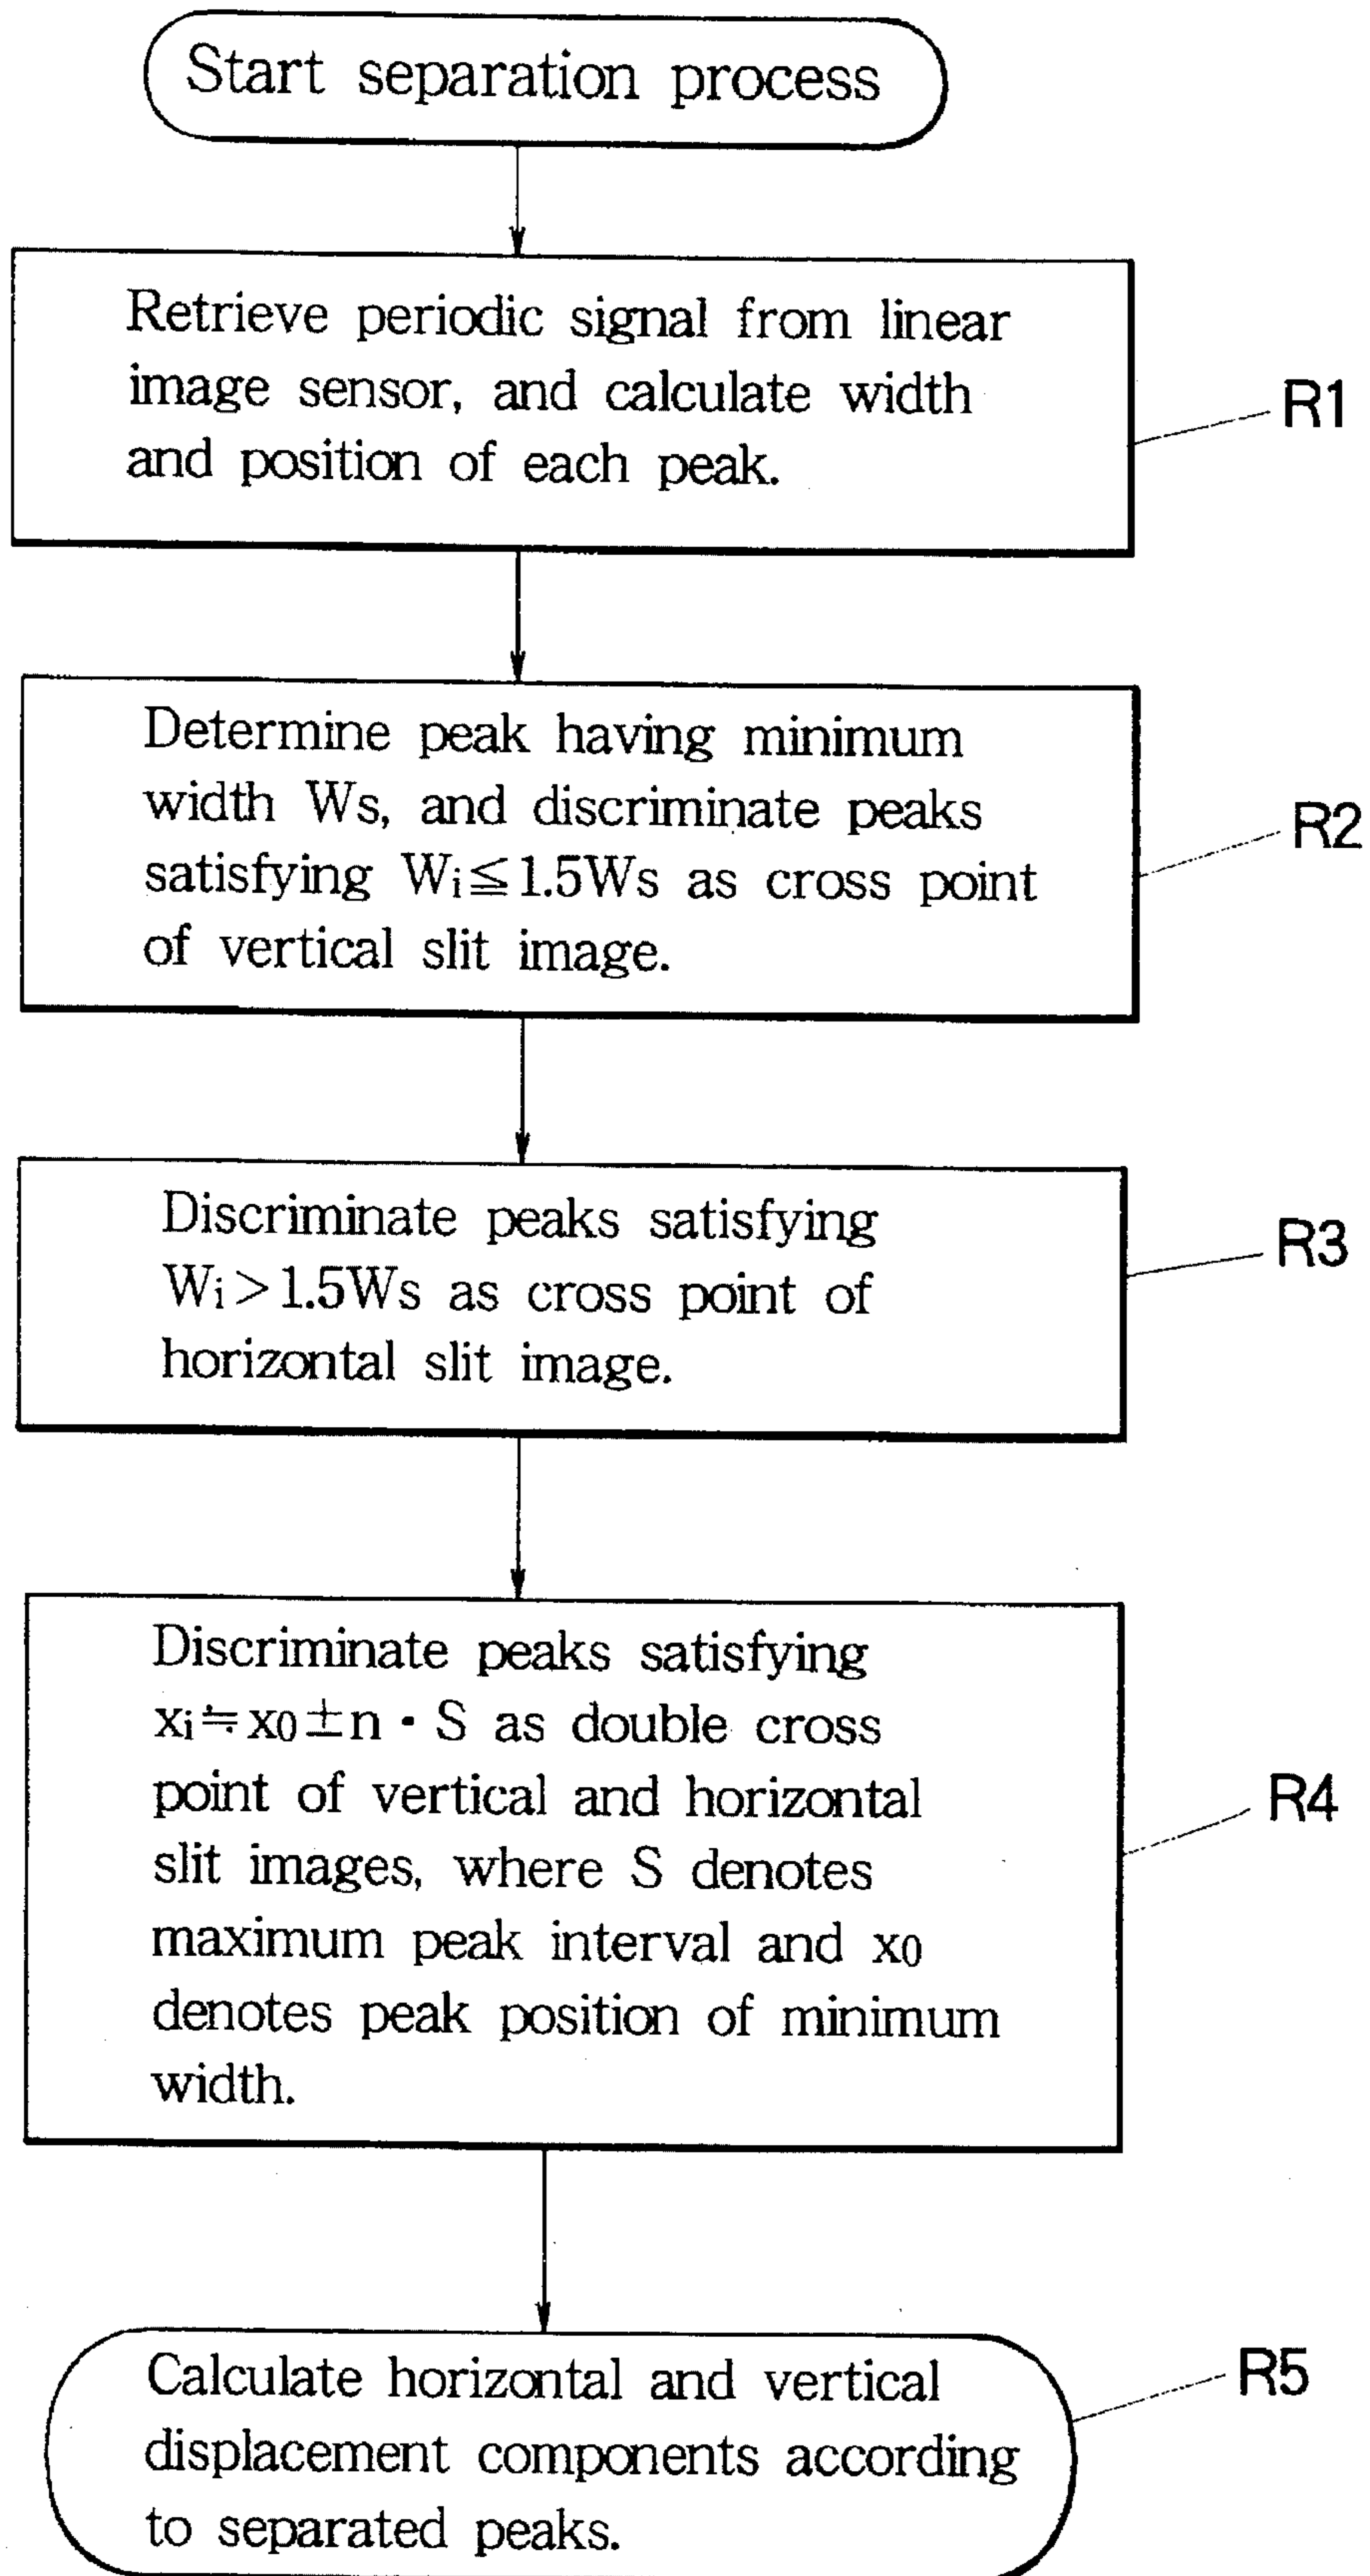 Start separation process
Retrieve periodic signal from linear
image sensor, and calculate width
and position of each peak.
R1
Determine peak having minimum
width Ws, and discriminate peaks
satisfying Wi≦1.5Ws as cross point
of vertical slit image.
R2
Discriminate peaks satisfying
Wi>1.5Ws as cross point of
horizontal slit image.
R3
Discriminate peaks satisfying
xi≒x0±n・S as double cross
point of vertical and horizontal
slit images, where S denotes
maximum peak interval and x0
denotes peak position of minimum
width.
R4
Calculate horizontal and vertical
displacement components according
to separated peaks.
R5